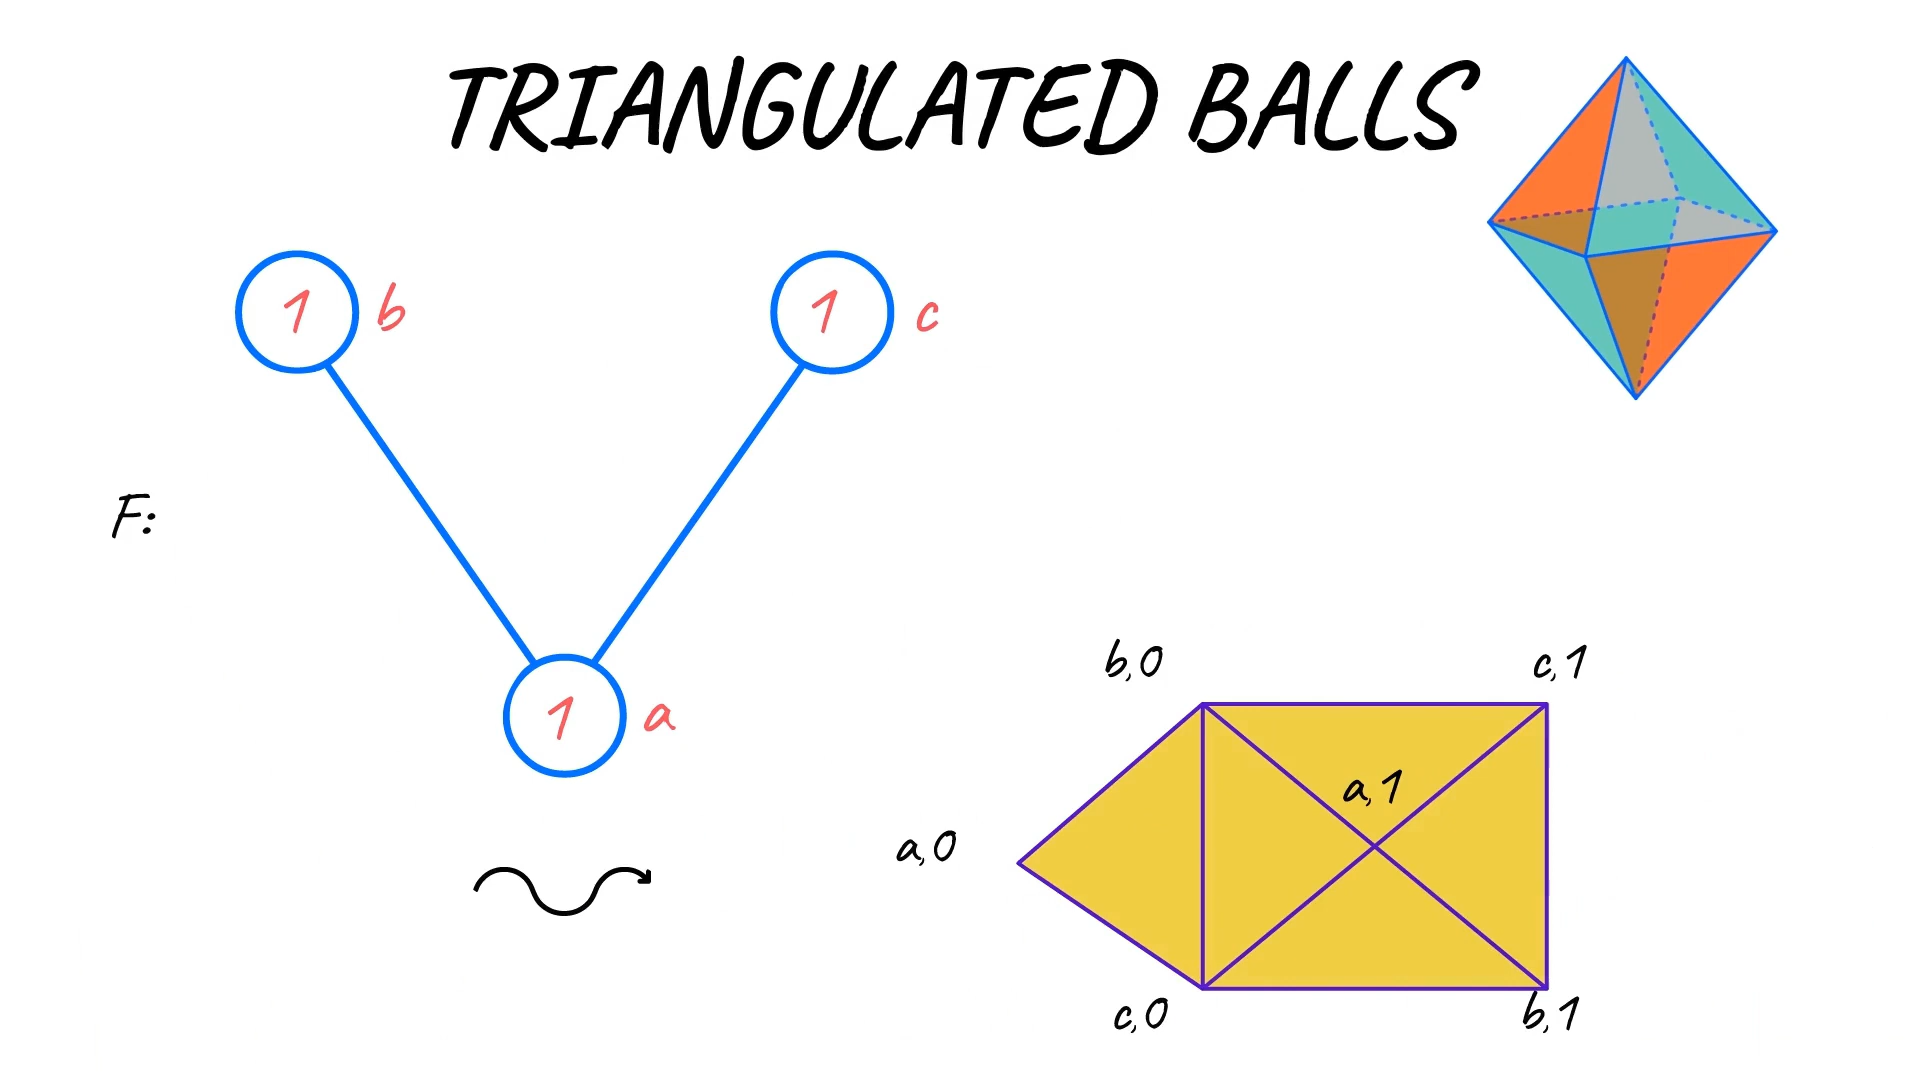 TRIANGULATED BALLS
1 b
1 c
F:
1 a
b,0
c,1
a,1
a,0
c,0
b,1